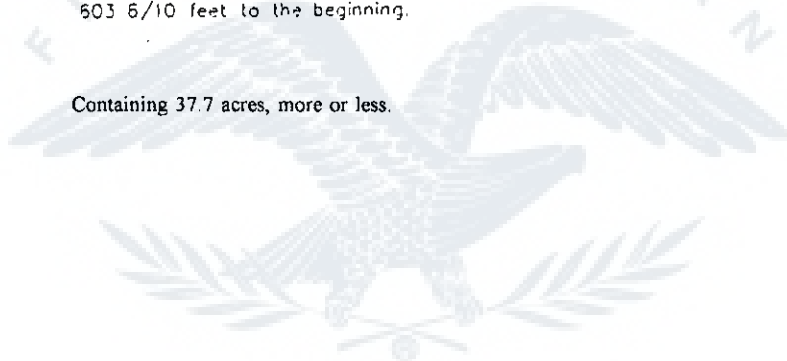 603 6/10 feet to the beginning.
Containing 37.7 acres, more or less.